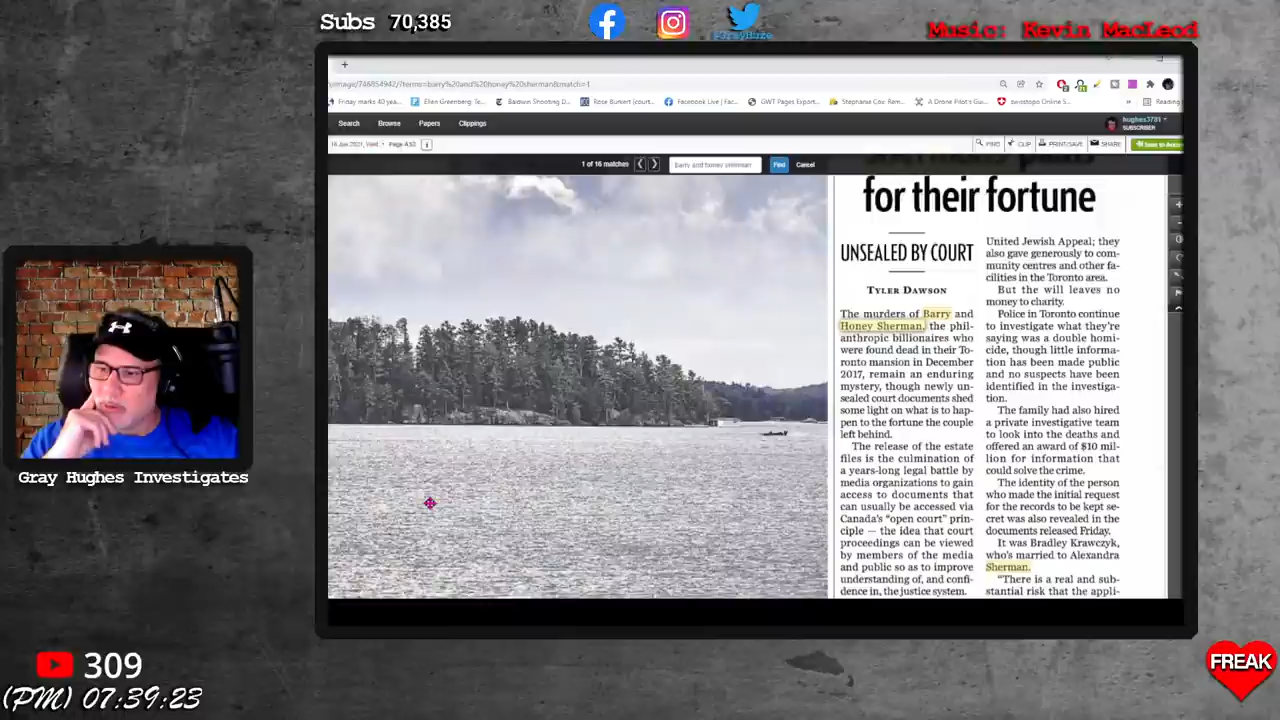 Subs 70,385
Music: Kevin MacLeod
Search Browse Papers Clippings
hughes3781
SUBSCRIBER
FIND CLIP PRINT/SAVE SHARE
1 of 16 matches
Barry and honey sherman
Find Cancel
for their fortune
UNSEALED BY COURT
TYLER DAWSON
The murders of Barry and
Honey Sherman, the phil-
anthropic billionaires who
were found dead in their To-
ronto mansion in December
2017, remain an enduring
mystery, though newly un-
sealed court documents shed
some light on what is to hap-
pen to the fortune the couple
left behind.
The release of the estate
files is the culmination of
a years-long legal battle by
media organizations to gain
access to documents that
can usually be accessed via
Canada's "open court" prin-
ciple — the idea that court
proceedings can be viewed
by members of the media
and public so as to improve
understanding of, and confi-
dence in, the justice system.
United Jewish Appeal; they
also gave generously to com-
munity centres and other fa-
cilities in the Toronto area.
But the will leaves no
money to charity.
Police in Toronto continue
to investigate what they're
saying was a double homi-
cide, though little informa-
tion has been made public
and no suspects have been
identified in the investiga-
tion.
The family had also hired
a private investigative team
to look into the deaths and
offered an award of $10 mil-
lion for information that
could solve the crime.
The identity of the person
who made the initial request
for the records to be kept se-
cret was also revealed in the
documents released Friday.
It was Bradley Krawczyk,
who's married to Alexandra
Sherman.
"There is a real and sub-
stantial risk that the appli-
Gray Hughes Investigates
309
(PM) 07:39:23
FREAK